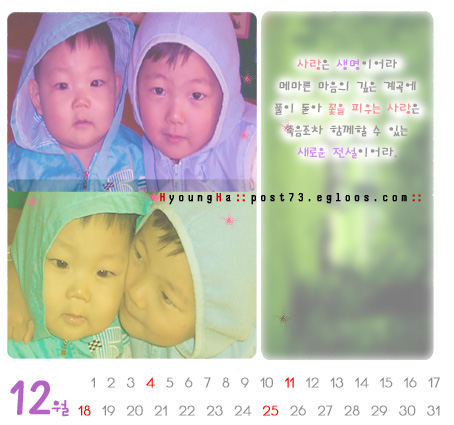 사랑은 생명이어라
메마른 마음의 깊은 계곡에
풀이 돋아 꽃을 피우는 사랑은
죽음조차 함께할 수 있는
새로운 전설이어라.
HyoungHa::post73.egloos.com::
12월
1 2 3 4 5 6 7 8 9 10 11 12 13 14 15 16 17
18 19 20 21 22 23 24 25 26 27 28 29 30 31